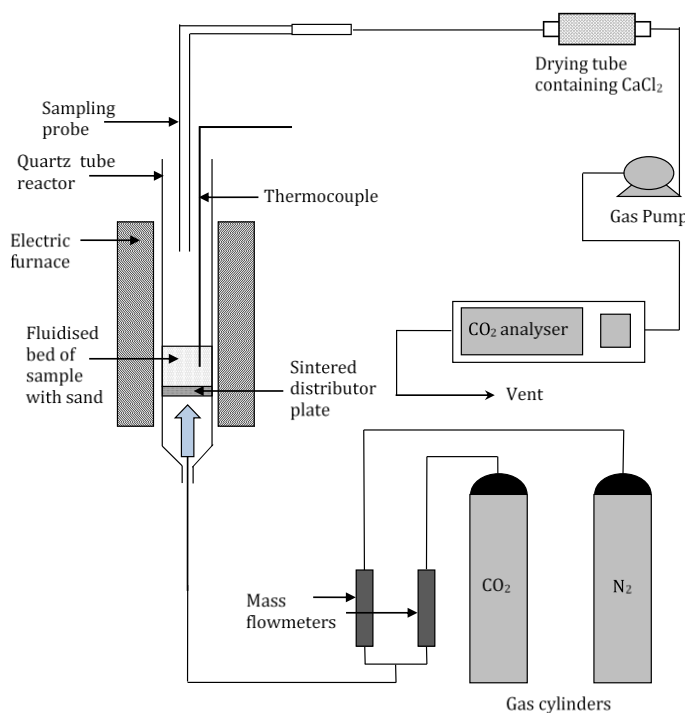 Drying tube
containing CaCl₂
Sampling
probe
Quartz tube
reactor
Thermocouple
Gas Pump
Electric
furnace
Fluidised
bed of
sample
with sand
CO₂ analyser
Sintered
distributor
plate
Vent
Mass
flowmeters
CO₂
N₂
Gas cylinders